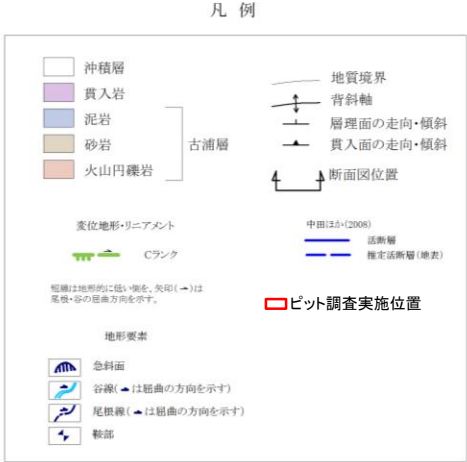 凡 例
沖積層
貫入岩
泥岩
砂岩
火山円礫岩
古浦層
地質境界
背斜軸
層理面の走向・傾斜
貫入面の走向・傾斜
断面図位置
変位地形・リニアメント
Cランク
短線は地形的に低い側を、矢印(→)は
尾根・谷の屈曲方向を示す。
中田ほか(2008)
活断層
推定活断層(地表)
ピット調査実施位置
地形要素
急斜面
谷線(→は屈曲の方向を示す)
尾根線(→は屈曲の方向を示す)
鞍部